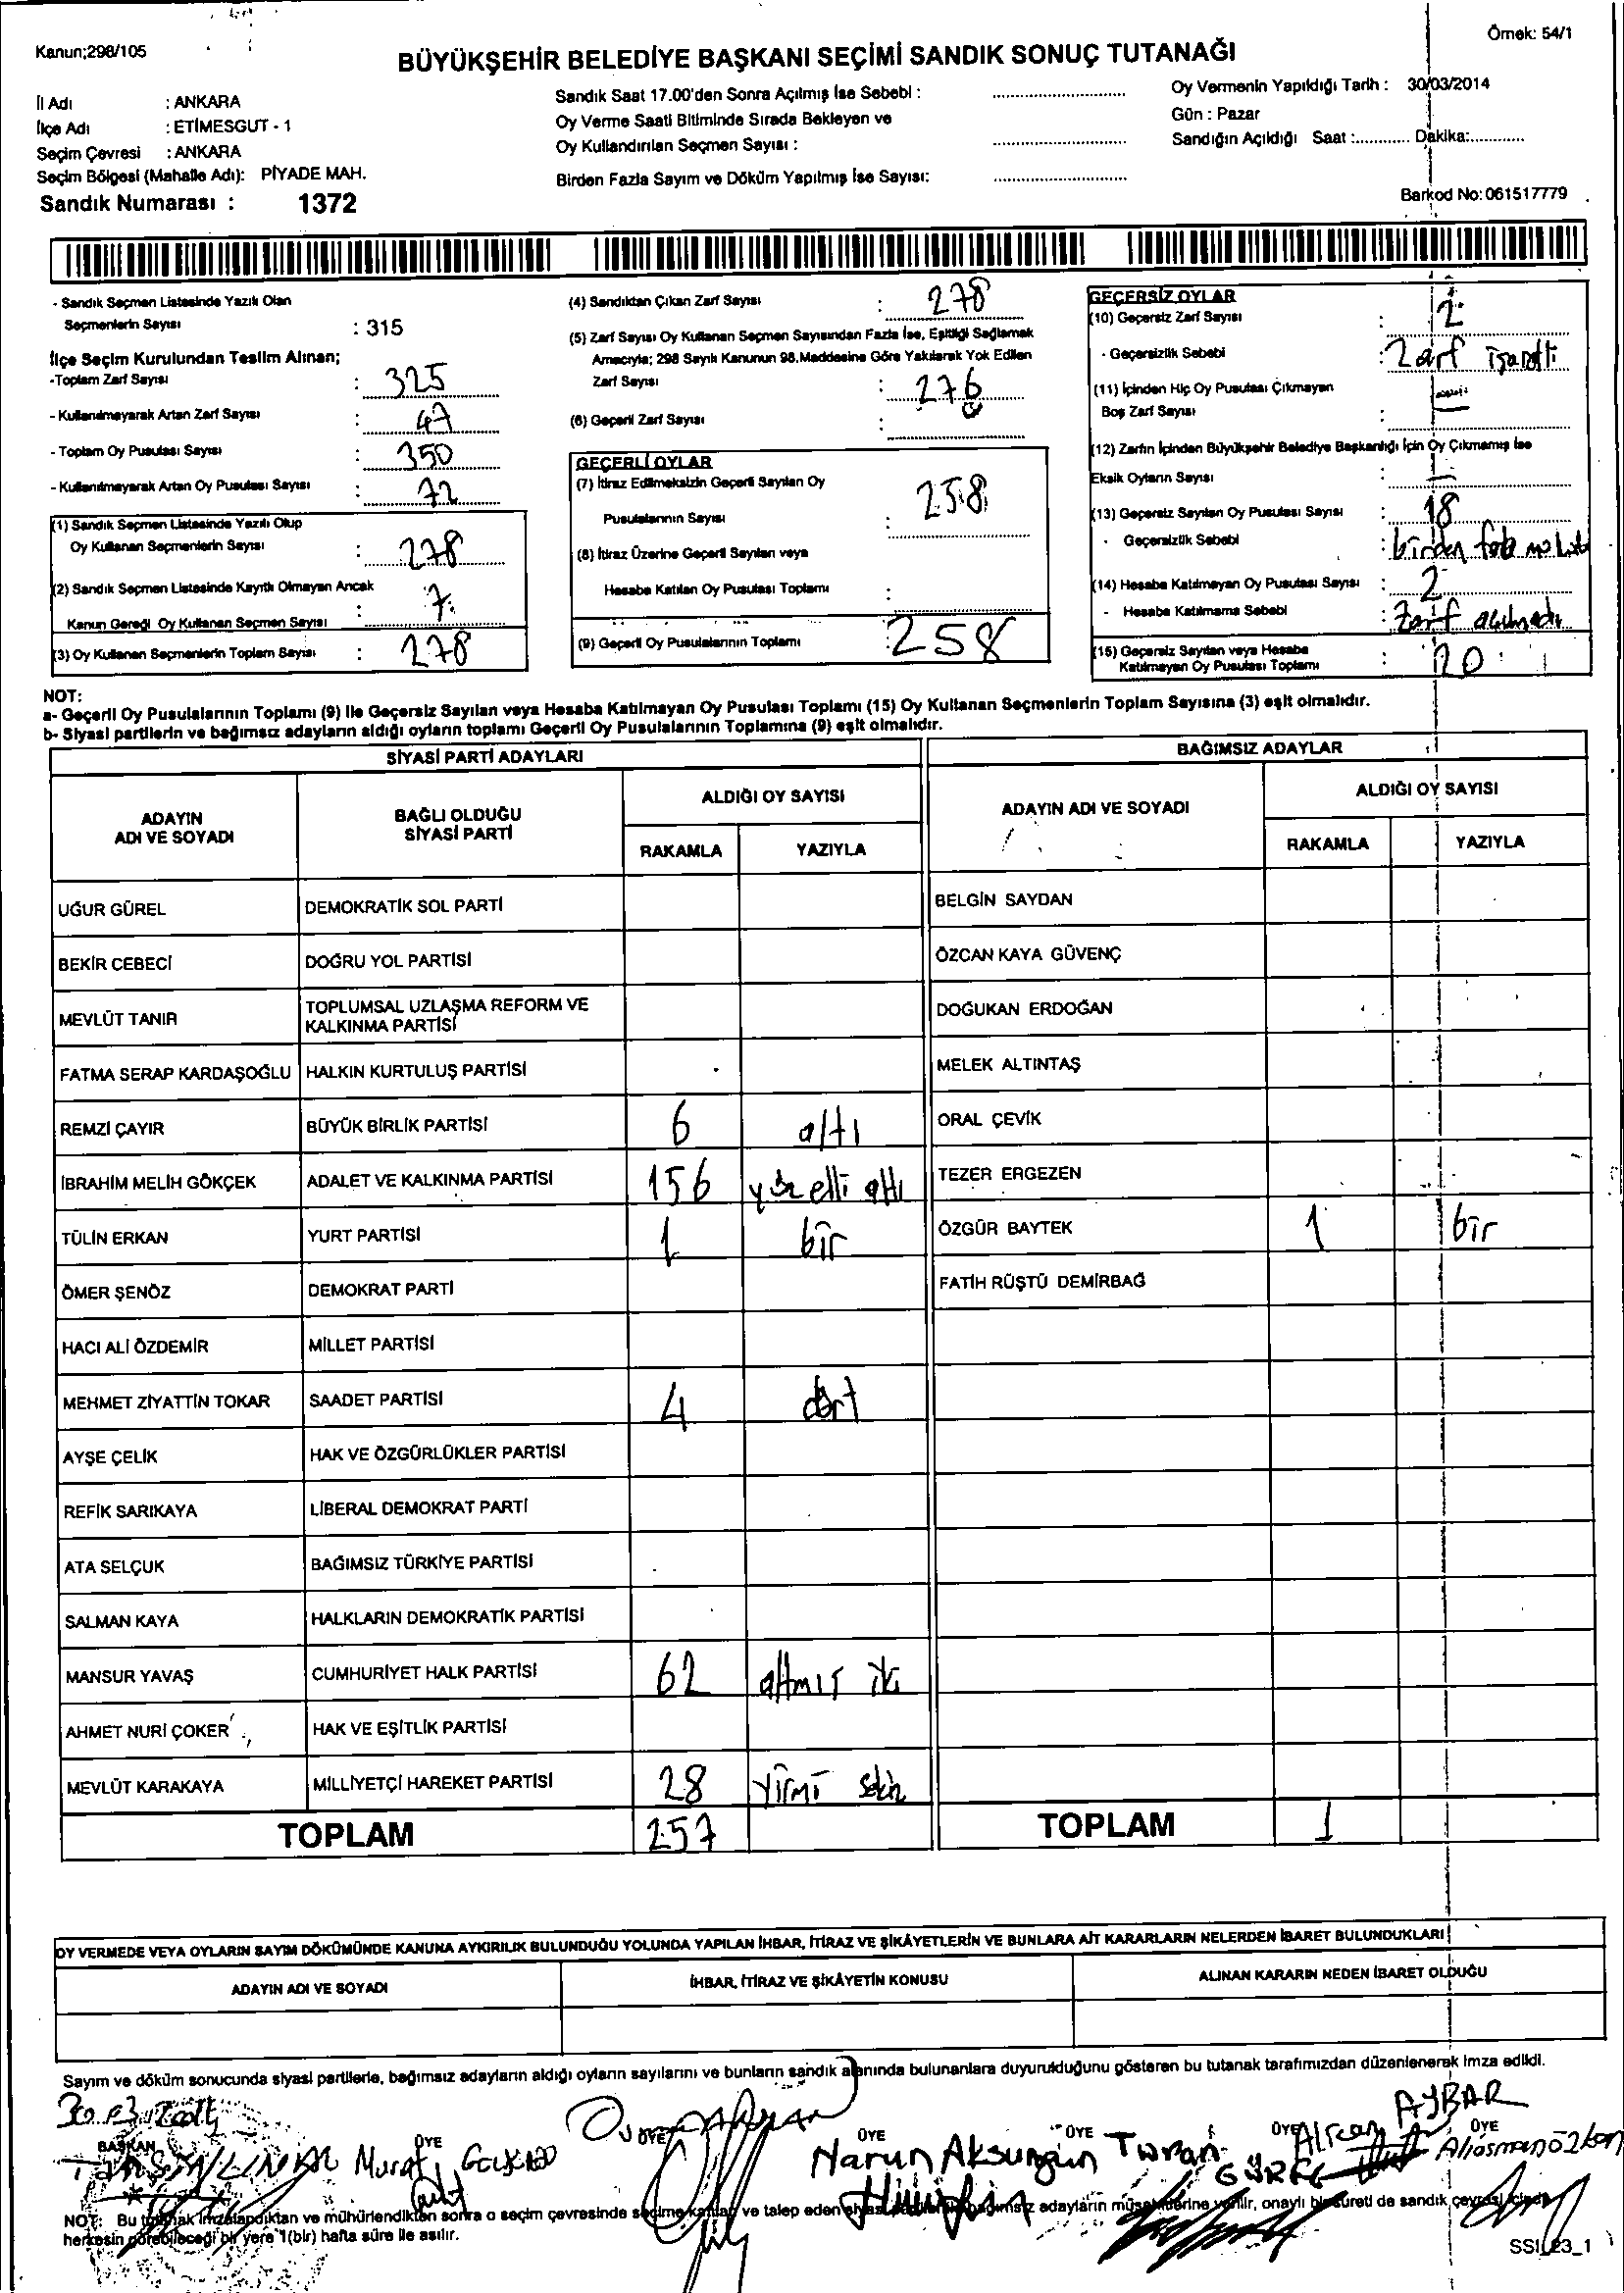 Kanun;298/105
Örnek: 54/1
BÜYÜKŞEHİR BELEDİYE BAŞKANI SEÇİMİ SANDIK SONUÇ TUTANAĞI
İl Adı : ANKARA
İlçe Adı : ETİMESGUT - 1
Seçim Çevresi : ANKARA
Seçim Bölgesi (Mahalle Adı): PİYADE MAH.
Sandık Numarası : 1372
Sandık Saat 17.00'den Sonra Açılmış İse Sebebi : ............
Oy Verme Saati Bitiminde Sırada Bekleyen ve
Oy Kullandırılan Seçmen Sayısı : ............
Birden Fazla Sayım ve Döküm Yapılmış İse Sayısı: ............
Oy Vermenin Yapıldığı Tarih : 30/03/2014
Gün : Pazar
Sandığın Açıldığı Saat :............ Dakika:............
Barkod No: 061517779
- Sandık Seçmen Listesinde Yazılı Olan
Seçmenlerin Sayısı : 315
İlçe Seçim Kurulundan Teslim Alınan;
-Toplam Zarf Sayısı : 325
- Kullanılmayarak Artan Zarf Sayısı : 47
- Toplam Oy Pusulası Sayısı : 350
- Kullanılmayarak Artan Oy Pusulası Sayısı : 72
(1) Sandık Seçmen Listesinde Yazılı Olup
Oy Kullanan Seçmenlerin Sayısı : 278
(2) Sandık Seçmen Listesinde Kayıtlı Olmayan Ancak
Kanun Gereği Oy Kullanan Seçmen Sayısı :
(3) Oy Kullanan Seçmenlerin Toplam Sayısı : 278
(4) Sandıktan Çıkan Zarf Sayısı : 278
(5) Zarf Sayısı Oy Kullanan Seçmen Sayısından Fazla İse, Eşitliği Sağlamak
Amacıyla; 298 Sayılı Kanunun 98.Maddesine Göre Yakılarak Yok Edilen
Zarf Sayısı : 276
(6) Geçerli Zarf Sayısı :
GEÇERLİ OYLAR
(7) İtiraz Edilmeksizin Geçerli Sayılan Oy
Pusulalarının Sayısı : 258
(8) İtiraz Üzerine Geçerli Sayılan veya
Hesaba Katılan Oy Pusulası Toplamı :
(9) Geçerli Oy Pusulalarının Toplamı : 258
GEÇERSİZ OYLAR
(10) Geçersiz Zarf Sayısı : 2
- Geçersizlik Sebebi : Zarf işaretli
(11) İçinden Hiç Oy Pusulası Çıkmayan
Boş Zarf Sayısı : –
(12) Zarfın İçinden Büyükşehir Belediye Başkanlığı İçin Oy Çıkmamış İse
Eksik Oyların Sayısı : –
(13) Geçersiz Sayılan Oy Pusulası Sayısı : 18
- Geçersizlik Sebebi : birden
(14) Hesaba Katılmayan Oy Pusulası Sayısı : 2
- Hesaba Katılmama Sebebi : Zarf açılmadı
(15) Geçersiz Sayılan veya Hesaba
Katılmayan Oy Pusulası Toplamı : 20
NOT:
a- Geçerli Oy Pusulalarının Toplamı (9) ile Geçersiz Sayılan veya Hesaba Katılmayan Oy Pusulası Toplamı (15) Oy Kullanan Seçmenlerin Toplam Sayısına (3) eşit olmalıdır.
b- Siyasi partilerin ve bağımsız adayların aldığı oyların toplamı Geçerli Oy Pusulalarının Toplamına (9) eşit olmalıdır.
SİYASİ PARTİ ADAYLARI
ADAYIN ADI VE SOYADI BAĞLI OLDUĞU SİYASİ PARTİ ALDIĞI OY SAYISI
RAKAMLA YAZIYLA
UĞUR GÜREL DEMOKRATİK SOL PARTİ
BEKİR CEBECİ DOĞRU YOL PARTİSİ
MEVLÜT TANIR TOPLUMSAL UZLAŞMA REFORM VE KALKINMA PARTİSİ
FATMA SERAP KARDAŞOĞLU HALKIN KURTULUŞ PARTİSİ
REMZİ ÇAYIR BÜYÜK BİRLİK PARTİSİ 6 altı
İBRAHİM MELİH GÖKÇEK ADALET VE KALKINMA PARTİSİ 156 yüz elli altı
TÜLİN ERKAN YURT PARTİSİ 1 bir
ÖMER ŞENÖZ DEMOKRAT PARTİ
HACI ALİ ÖZDEMİR MİLLET PARTİSİ
MEHMET ZİYATTİN TOKAR SAADET PARTİSİ 4 dört
AYŞE ÇELİK HAK VE ÖZGÜRLÜKLER PARTİSİ
REFİK SARIKAYA LİBERAL DEMOKRAT PARTİ
ATA SELÇUK BAĞIMSIZ TÜRKİYE PARTİSİ
SALMAN KAYA HALKLARIN DEMOKRATİK PARTİSİ
MANSUR YAVAŞ CUMHURİYET HALK PARTİSİ 62 altmış iki
AHMET NURİ ÇOKER HAK VE EŞİTLİK PARTİSİ
MEVLÜT KARAKAYA MİLLİYETÇİ HAREKET PARTİSİ 28 yirmi sekiz
TOPLAM 257
BAĞIMSIZ ADAYLAR
ADAYIN ADI VE SOYADI ALDIĞI OY SAYISI
RAKAMLA YAZIYLA
BELGİN SAYDAN
ÖZCAN KAYA GÜVENÇ
DOĞUKAN ERDOĞAN
MELEK ALTINTAŞ
ORAL ÇEVİK
TEZER ERGEZEN
ÖZGÜR BAYTEK 1 bir
FATİH RÜŞTÜ DEMİRBAĞ
TOPLAM 1
OY VERMEDE VEYA OYLARIN SAYIM DÖKÜMÜNDE KANUNA AYKIRILIK BULUNDUĞU YOLUNDA YAPILAN İHBAR, İTİRAZ VE ŞİKÂYETLERİN VE BUNLARA AİT KARARLARIN NELERDEN İBARET BULUNDUKLARI
ADAYIN ADI VE SOYADI İHBAR, İTİRAZ VE ŞİKÂYETİN KONUSU ALINAN KARARIN NEDEN İBARET OLDUĞU
Sayım ve döküm sonucunda siyasi partilerle, bağımsız adayların aldığı oyların sayılarını ve bunların sandık alanında bulunanlara duyurulduğunu gösteren bu tutanak tarafımızdan düzenlenerek imza edildi.
BAŞKAN ÜYE ÜYE ÜYE ÜYE ÜYE ÜYE
Murat
Harun Aksungün Turan GÜREL Alican AYBAR Aliosman özkan
NOT: Bu tutanak imzalandıktan ve mühürlendikten sonra o seçim çevresinde seçime katılan ve talep eden siyasi bağımsız adayların müşahitlerine verilir, onaylı bir sureti de sandık çevresi içinde
herkesin görebileceği bir yere 1(bir) hafta süre ile asılır.
SSI_23_1